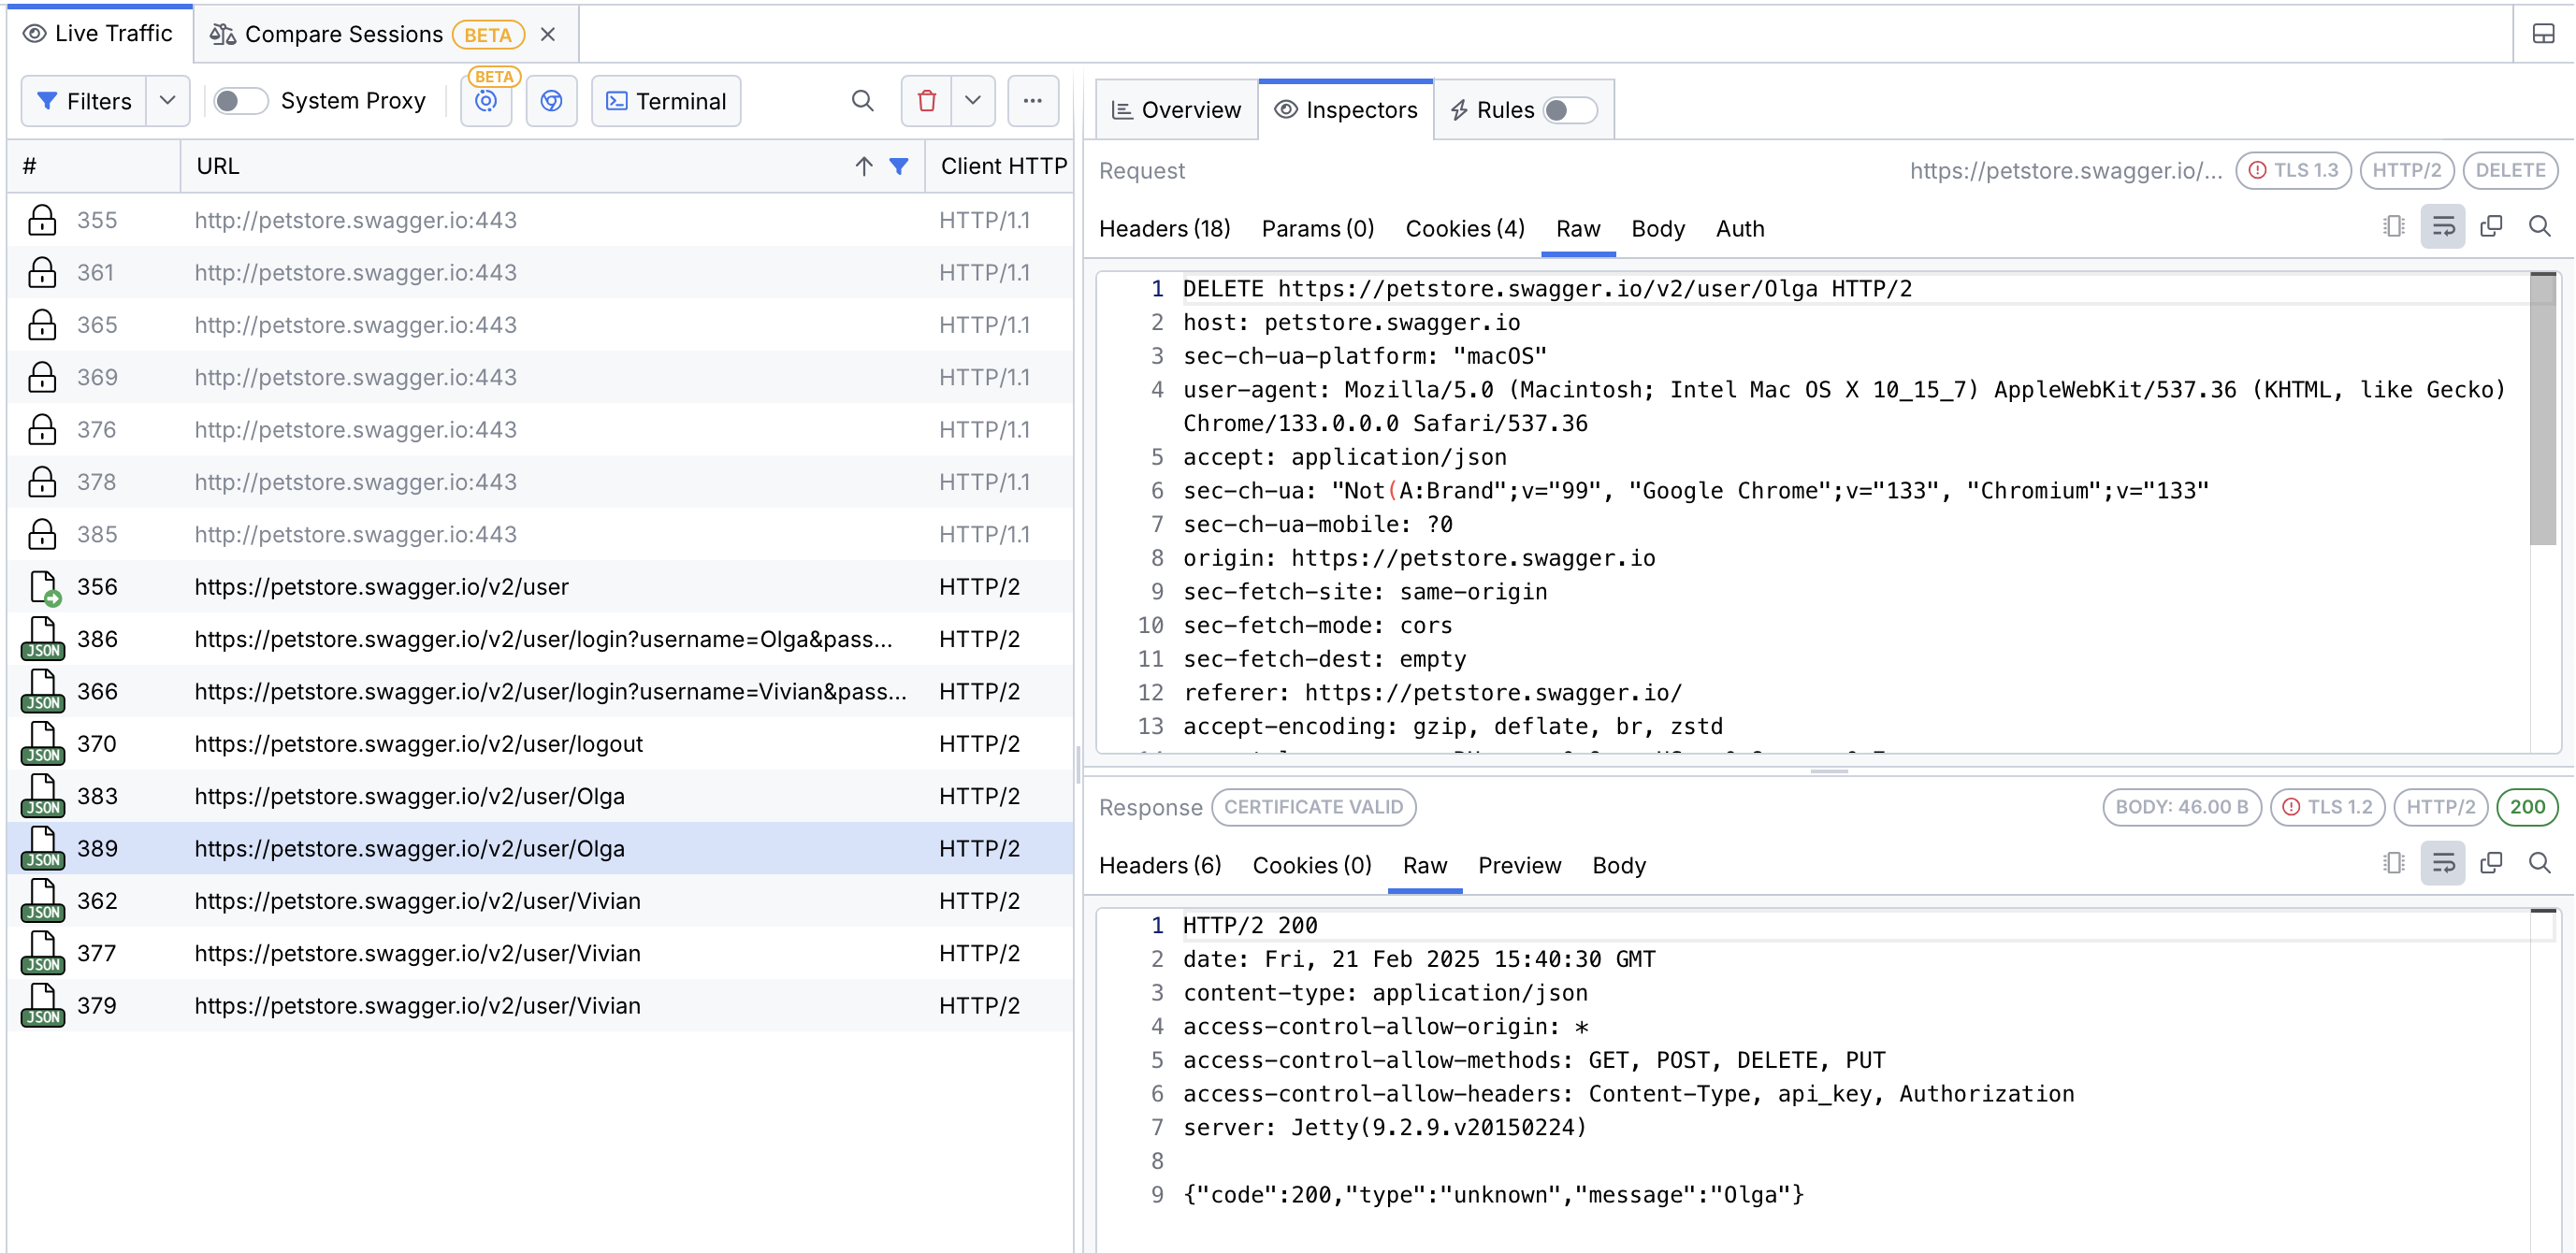 Live Traffic
Compare Sessions BETA
Filters
System Proxy
BETA
Terminal
# URL Client HTTP
355 http://petstore.swagger.io:443 HTTP/1.1
361 http://petstore.swagger.io:443 HTTP/1.1
365 http://petstore.swagger.io:443 HTTP/1.1
369 http://petstore.swagger.io:443 HTTP/1.1
376 http://petstore.swagger.io:443 HTTP/1.1
378 http://petstore.swagger.io:443 HTTP/1.1
385 http://petstore.swagger.io:443 HTTP/1.1
356 https://petstore.swagger.io/v2/user HTTP/2
JSON 386 https://petstore.swagger.io/v2/user/login?username=Olga&pass... HTTP/2
JSON 366 https://petstore.swagger.io/v2/user/login?username=Vivian&pass... HTTP/2
JSON 370 https://petstore.swagger.io/v2/user/logout HTTP/2
JSON 383 https://petstore.swagger.io/v2/user/Olga HTTP/2
JSON 389 https://petstore.swagger.io/v2/user/Olga HTTP/2
JSON 362 https://petstore.swagger.io/v2/user/Vivian HTTP/2
JSON 377 https://petstore.swagger.io/v2/user/Vivian HTTP/2
JSON 379 https://petstore.swagger.io/v2/user/Vivian HTTP/2
Overview Inspectors Rules
Request https://petstore.swagger.io/... TLS 1.3 HTTP/2 DELETE
Headers (18) Params (0) Cookies (4) Raw Body Auth
1 DELETE https://petstore.swagger.io/v2/user/Olga HTTP/2
2 host: petstore.swagger.io
3 sec-ch-ua-platform: "macOS"
4 user-agent: Mozilla/5.0 (Macintosh; Intel Mac OS X 10_15_7) AppleWebKit/537.36 (KHTML, like Gecko)
Chrome/133.0.0.0 Safari/537.36
5 accept: application/json
6 sec-ch-ua: "Not(A:Brand";v="99", "Google Chrome";v="133", "Chromium";v="133"
7 sec-ch-ua-mobile: ?0
8 origin: https://petstore.swagger.io
9 sec-fetch-site: same-origin
10 sec-fetch-mode: cors
11 sec-fetch-dest: empty
12 referer: https://petstore.swagger.io/
13 accept-encoding: gzip, deflate, br, zstd
Response CERTIFICATE VALID BODY: 46.00 B TLS 1.2 HTTP/2 200
Headers (6) Cookies (0) Raw Preview Body
1 HTTP/2 200
2 date: Fri, 21 Feb 2025 15:40:30 GMT
3 content-type: application/json
4 access-control-allow-origin: *
5 access-control-allow-methods: GET, POST, DELETE, PUT
6 access-control-allow-headers: Content-Type, api_key, Authorization
7 server: Jetty(9.2.9.v20150224)
8
9 {"code":200,"type":"unknown","message":"Olga"}